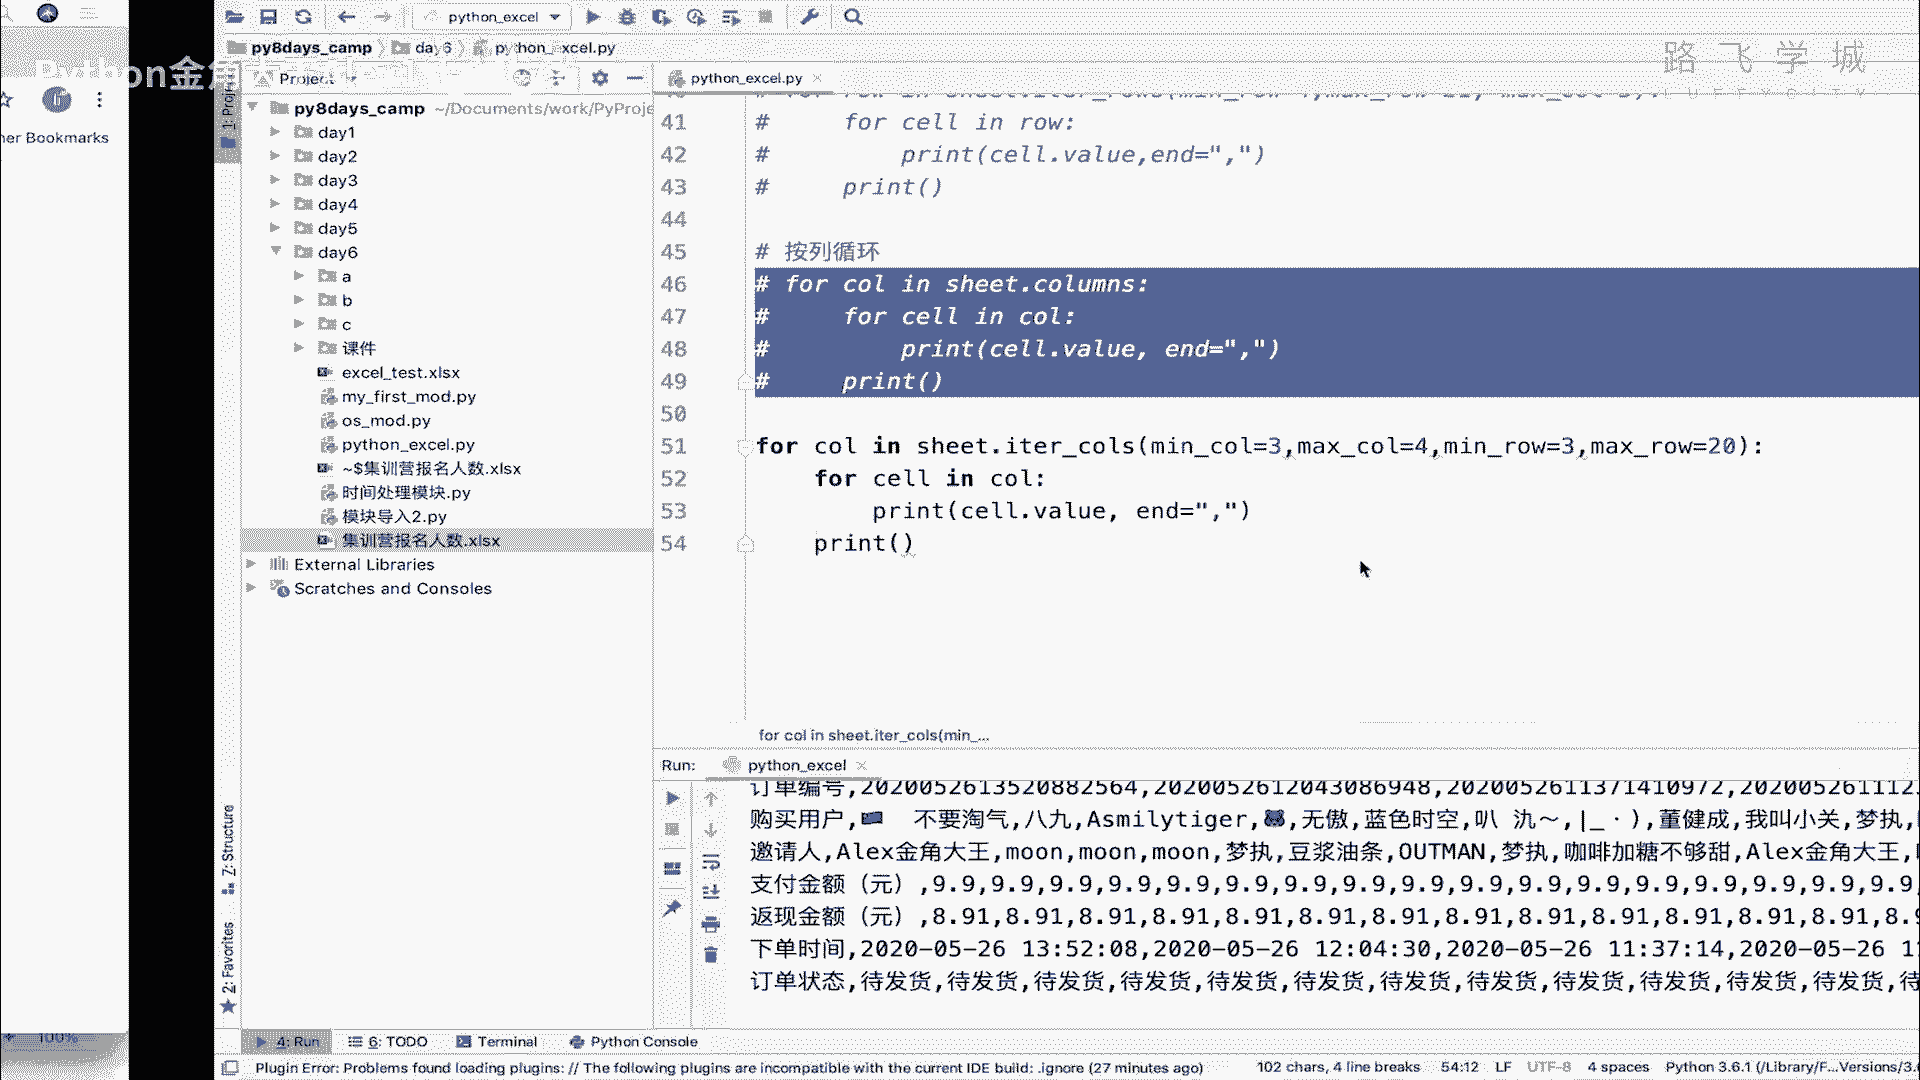 python_excel
py8days_camp
day6
python_excel.py
Python金角
路飞学城
Project
python_excel.py
1: Proj
her Bookmarks
py8days_camp ~/Documents/work/PyProje
day1
day2
day3
day4
day5
day6
a
b
c
课件
excel_test.xlsx
my_first_mod.py
os_mod.py
python_excel.py
~$集训营报名人数.xlsx
时间处理模块.py
模块导入2.py
集训营报名人数.xlsx
External Libraries
Scratches and Consoles
41 #     for cell in row:
42 #         print(cell.value,end=",")
43 #     print()
44
45 # 按列循环
46 # for col in sheet.columns:
47 #     for cell in col:
48 #         print(cell.value, end=",")
49 #     print()
50
51 for col in sheet.iter_cols(min_col=3,max_col=4,min_row=3,max_row=20):
52     for cell in col:
53         print(cell.value, end=",")
54     print()
for col in sheet.iter_cols(min_...
Run: python_excel
订单编号,2020052613520882564,2020052612043086948,2020052611371410972,202005261112
购买用户, 不要淘气,八九,Asmilytiger, ,无傲,蓝色时空,叭 氿～,|_·),董健成,我叫小关,梦执,
邀请人,Alex金角大王,moon,moon,moon,梦执,豆浆油条,OUTMAN,梦执,咖啡加糖不够甜,Alex金角大王,
支付金额（元）,9.9,9.9,9.9,9.9,9.9,9.9,9.9,9.9,9.9,9.9,9.9,9.9,9.9,9.9,9.9,9.9,9.9
返现金额（元）,8.91,8.91,8.91,8.91,8.91,8.91,8.91,8.91,8.91,8.91,8.91,8.91,8.91,8.9
下单时间,2020-05-26 13:52:08,2020-05-26 12:04:30,2020-05-26 11:37:14,2020-05-26 1
订单状态,待发货,待发货,待发货,待发货,待发货,待发货,待发货,待发货,待发货,待发货,待发货,待发货,待
Z: Structure
2: Favorites
100%
4: Run
6: TODO
Terminal
Python Console
Plugin Error: Problems found loading plugins: // The following plugins are incompatible with the current IDE build: .ignore (27 minutes ago)
102 chars, 4 line breaks
54:12
LF
UTF-8
4 spaces
Python 3.6.1 (/Library/F...Versions/3.